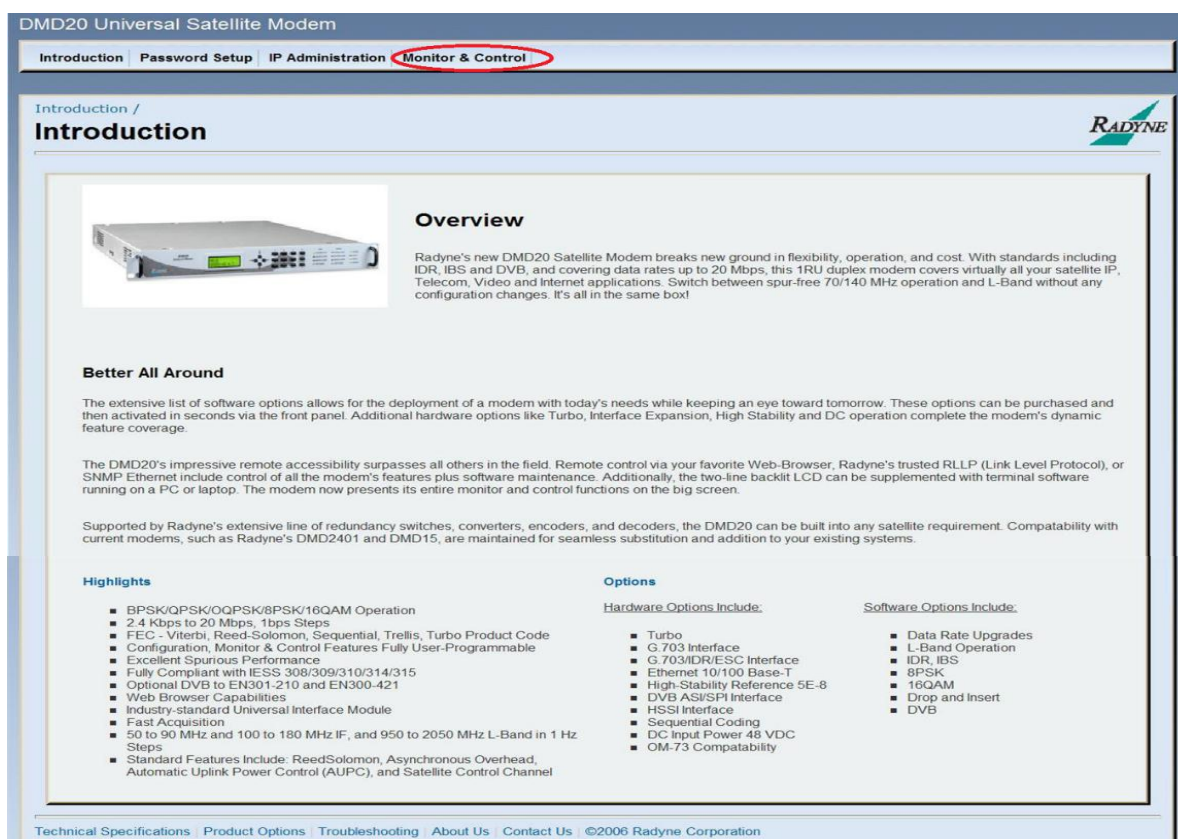 DMD20 Universal Satellite Modem
Introduction Password Setup IP Administration Monitor & Control
Introduction /
Introduction
RADYNE
Overview
Radyne's new DMD20 Satellite Modem breaks new ground in flexibility, operation, and cost. With standards including
IDR, IBS and DVB, and covering data rates up to 20 Mbps, this 1RU duplex modem covers virtually all your satellite IP,
Telecom, Video and Internet applications. Switch between spur-free 70/140 MHz operation and L-Band without any
configuration changes. It's all in the same box!
Better All Around
The extensive list of software options allows for the deployment of a modem with today's needs while keeping an eye toward tomorrow. These options can be purchased and
then activated in seconds via the front panel. Additional hardware options like Turbo, Interface Expansion, High Stability and DC operation complete the modem's dynamic
feature coverage.
The DMD20's impressive remote accessibility surpasses all others in the field. Remote control via your favorite Web-Browser, Radyne's trusted RLLP (Link Level Protocol), or
SNMP Ethernet include control of all the modem's features plus software maintenance. Additionally, the two-line backlit LCD can be supplemented with terminal software
running on a PC or laptop. The modem now presents its entire monitor and control functions on the big screen.
Supported by Radyne's extensive line of redundancy switches, converters, encoders, and decoders, the DMD20 can be built into any satellite requirement. Compatability with
current modems, such as Radyne's DMD2401 and DMD15, are maintained for seamless substitution and addition to your existing systems.
Highlights
BPSK/QPSK/OQPSK/8PSK/16QAM Operation
2.4 Kbps to 20 Mbps, 1bps Steps
FEC - Viterbi, Reed-Solomon, Sequential, Trellis, Turbo Product Code
Configuration, Monitor & Control Features Fully User-Programmable
Excellent Spurious Performance
Fully Compliant with IESS 308/309/310/314/315
Optional DVB to EN301-210 and EN300-421
Web Browser Capabilities
Industry-standard Universal Interface Module
Fast Acquisition
50 to 90 MHz and 100 to 180 MHz IF, and 950 to 2050 MHz L-Band in 1 Hz
Steps
Standard Features Include: ReedSolomon, Asynchronous Overhead,
Automatic Uplink Power Control (AUPC), and Satellite Control Channel
Options
Hardware Options Include:
Turbo
G.703 Interface
G.703/IDR/ESC Interface
Ethernet 10/100 Base-T
High-Stability Reference 5E-8
DVB ASI/SPI Interface
HSSI Interface
Sequential Coding
DC Input Power 48 VDC
OM-73 Compatability
Software Options Include:
Data Rate Upgrades
L-Band Operation
IDR, IBS
8PSK
16QAM
Drop and Insert
DVB
Technical Specifications Product Options Troubleshooting About Us Contact Us ©2006 Radyne Corporation